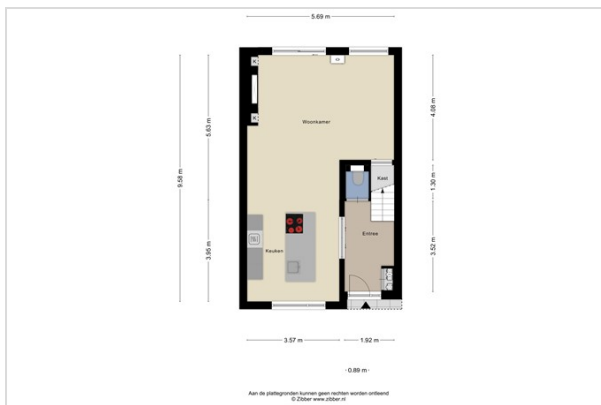 5.69 m
Woonkamer
4.08 m
5.63 m
9.58 m
Kast
1.30 m
Entree
3.52 m
3.95 m
Keuken
3.57 m
1.92 m
0.89 m
Aan de plattegronden kunnen geen rechten worden ontleend
© Zibber www.zibber.nl